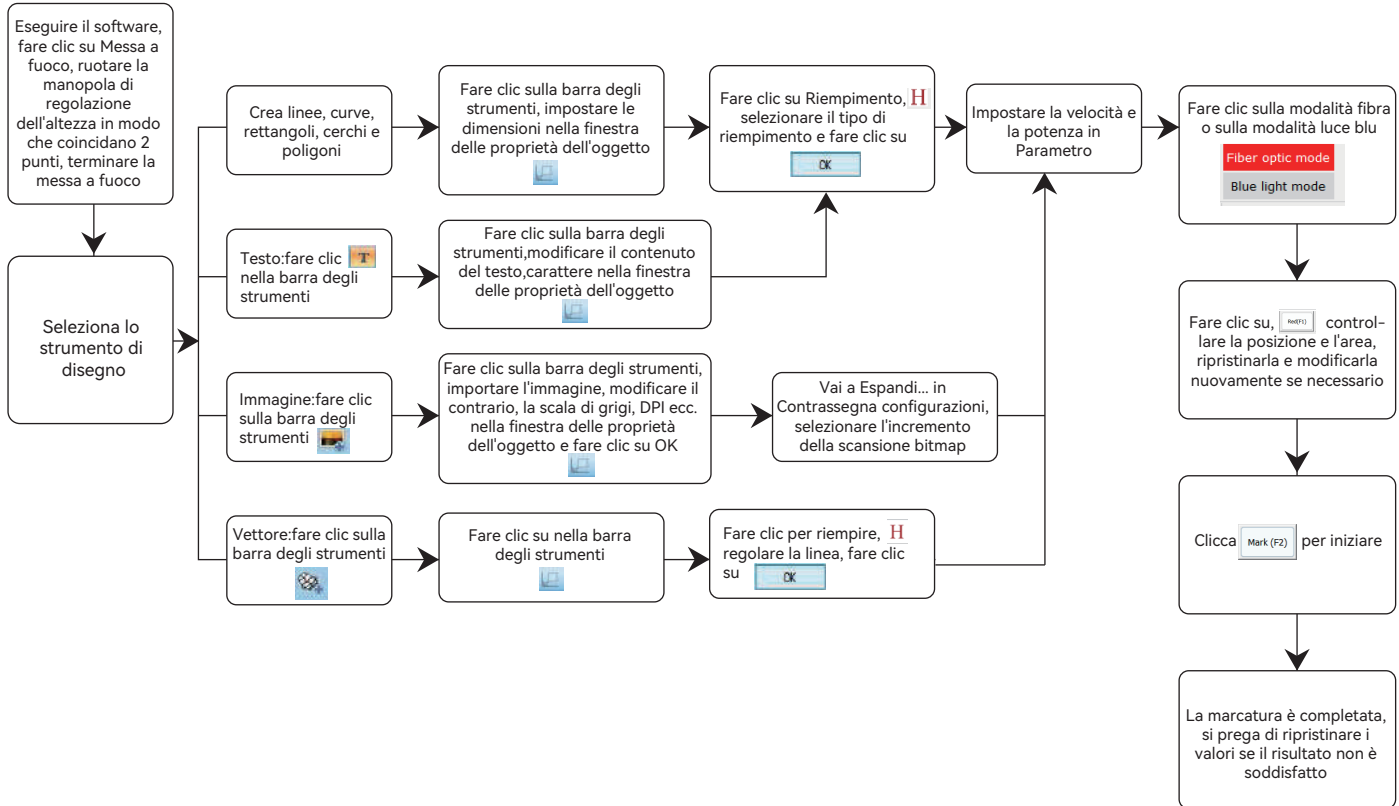 Eseguire il software,
fare clic su Messa a
fuoco, ruotare la
manopola di
regolazione
dell'altezza in modo
che coincidano 2
punti, terminare la
messa a fuoco
Seleziona lo
strumento di
disegno
Crea linee, curve,
rettangoli, cerchi e
poligoni
Fare clic sulla barra degli
strumenti, impostare le
dimensioni nella finestra
delle proprietà dell'oggetto
Fare clic su Riempimento, H
selezionare il tipo di
riempimento e fare clic su
OK
Impostare la velocità e
la potenza in
Parametro
Fare clic sulla modalità fibra
o sulla modalità luce blu
Fiber optic mode
Blue light mode
Testo:fare clic T
nella barra degli
strumenti
Fare clic sulla barra degli
strumenti,modificare il contenuto
del testo,carattere nella finestra
delle proprietà dell'oggetto
Immagine:fare clic
sulla barra degli
strumenti
Fare clic sulla barra degli strumenti,
importare l'immagine, modificare il
contrario, la scala di grigi, DPI ecc.
nella finestra delle proprietà
dell'oggetto e fare clic su OK
Vai a Espandi... in
Contrassegna configurazioni,
selezionare l'incremento
della scansione bitmap
Vettore:fare clic sulla
barra degli strumenti
Fare clic su nella barra
degli strumenti
Fare clic per riempire, H
regolare la linea, fare clic
su OK
Fare clic su, Red(F1) control-
lare la posizione e l'area,
ripristinarla e modificarla
nuovamente se necessario
Clicca Mark (F2) per iniziare
La marcatura è completata,
si prega di ripristinare i
valori se il risultato non è
soddisfatto